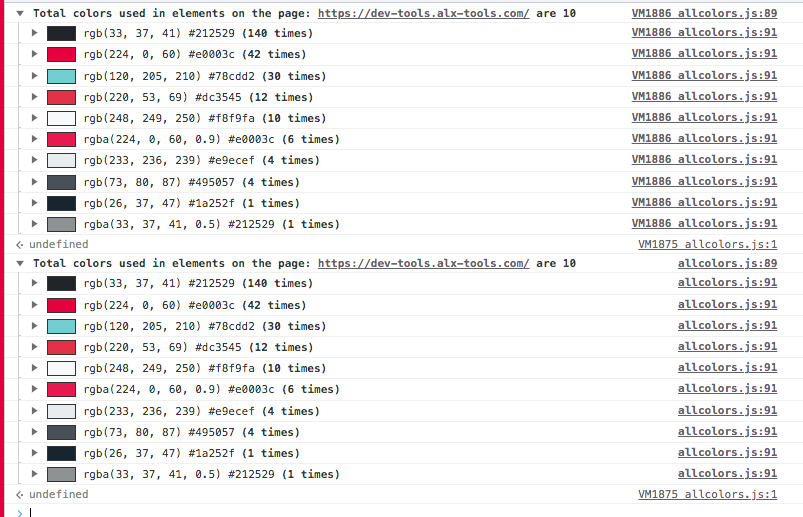 Total colors used in elements on the page: https://dev-tools.alx-tools.com/ are 10 VM1886 allcolors.js:89
rgb(33, 37, 41) #212529 (140 times) VM1886 allcolors.js:91
rgb(224, 0, 60) #e0003c (42 times) VM1886 allcolors.js:91
rgb(120, 205, 210) #78cdd2 (30 times) VM1886 allcolors.js:91
rgb(220, 53, 69) #dc3545 (12 times) VM1886 allcolors.js:91
rgb(248, 249, 250) #f8f9fa (10 times) VM1886 allcolors.js:91
rgba(224, 0, 60, 0.9) #e0003c (6 times) VM1886 allcolors.js:91
rgb(233, 236, 239) #e9ecef (4 times) VM1886 allcolors.js:91
rgb(73, 80, 87) #495057 (4 times) VM1886 allcolors.js:91
rgb(26, 37, 47) #1a252f (1 times) VM1886 allcolors.js:91
rgba(33, 37, 41, 0.5) #212529 (1 times) VM1886 allcolors.js:91
undefined VM1875 allcolors.js:1
Total colors used in elements on the page: https://dev-tools.alx-tools.com/ are 10 allcolors.js:89
rgb(33, 37, 41) #212529 (140 times) allcolors.js:91
rgb(224, 0, 60) #e0003c (42 times) allcolors.js:91
rgb(120, 205, 210) #78cdd2 (30 times) allcolors.js:91
rgb(220, 53, 69) #dc3545 (12 times) allcolors.js:91
rgb(248, 249, 250) #f8f9fa (10 times) allcolors.js:91
rgba(224, 0, 60, 0.9) #e0003c (6 times) allcolors.js:91
rgb(233, 236, 239) #e9ecef (4 times) allcolors.js:91
rgb(73, 80, 87) #495057 (4 times) allcolors.js:91
rgb(26, 37, 47) #1a252f (1 times) allcolors.js:91
rgba(33, 37, 41, 0.5) #212529 (1 times) allcolors.js:91
undefined VM1875 allcolors.js:1